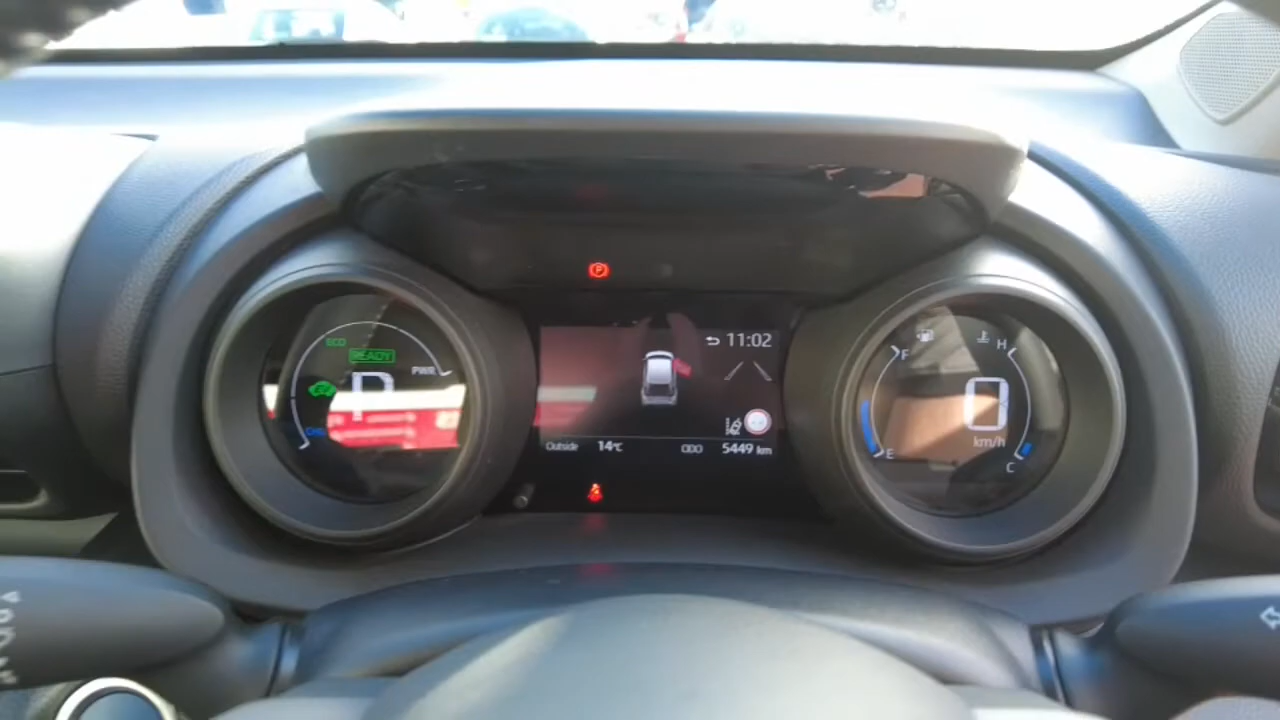 P
11:02
ECO
READY
PWR
P
CHG
F
E
H
0
km/h
C
Outside 14°C ODO 5449 km